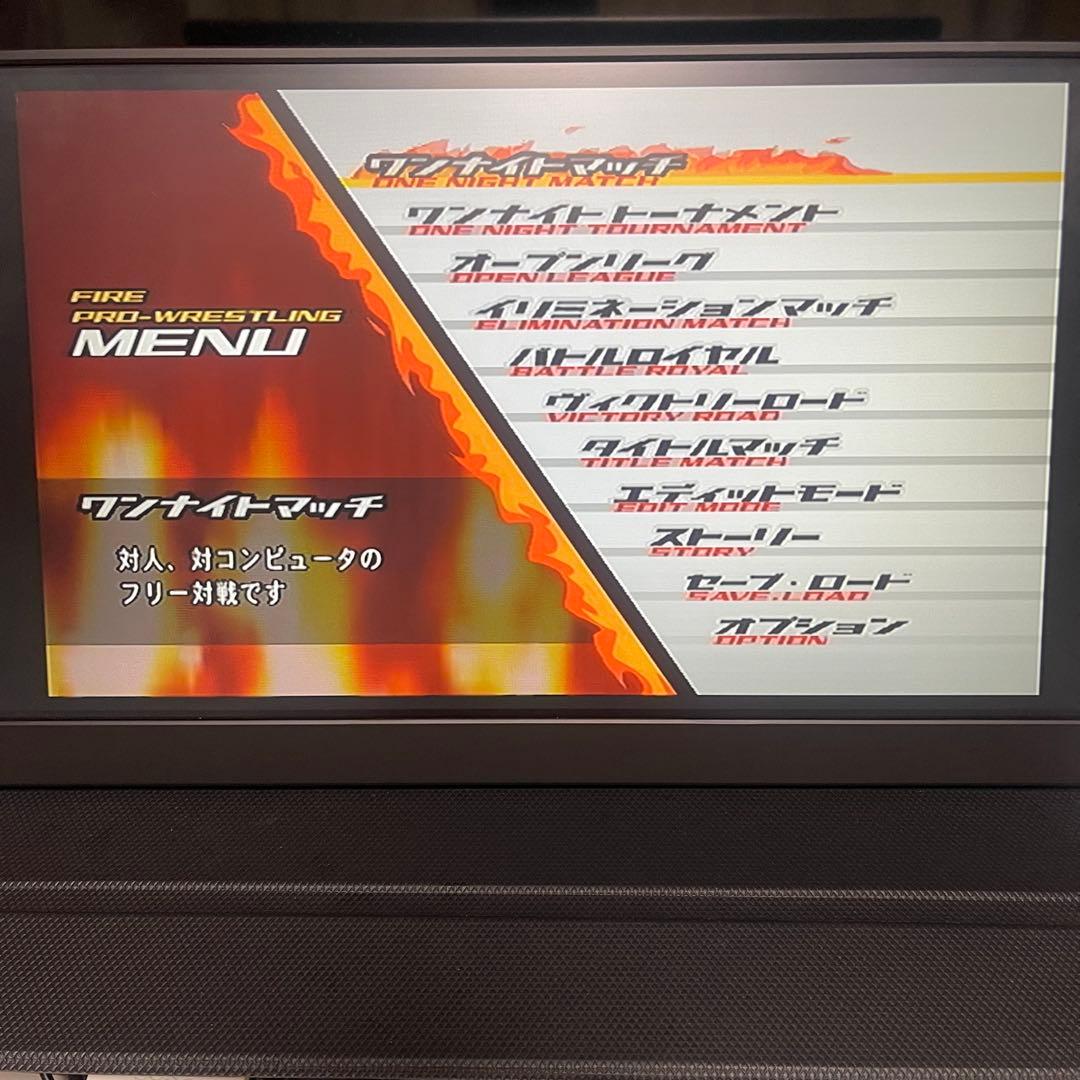 FIRE
PRO-WRESTLING
MENU
ワンナイトマッチ
対人、対コンピュータの
フリー対戦です
ワンナイトマッチ
ONE NIGHT MATCH
ワンナイトトーナメント
ONE NIGHT TOURNAMENT
オープンリーグ
OPEN LEAGUE
イリミネーションマッチ
ELIMINATION MATCH
バトルロイヤル
BATTLE ROYAL
ヴィクトリーロード
VICTORY ROAD
タイトルマッチ
TITLE MATCH
エディットモード
EDIT MODE
ストーリー
STORY
セーブ・ロード
SAVE・LOAD
オプション
OPTION